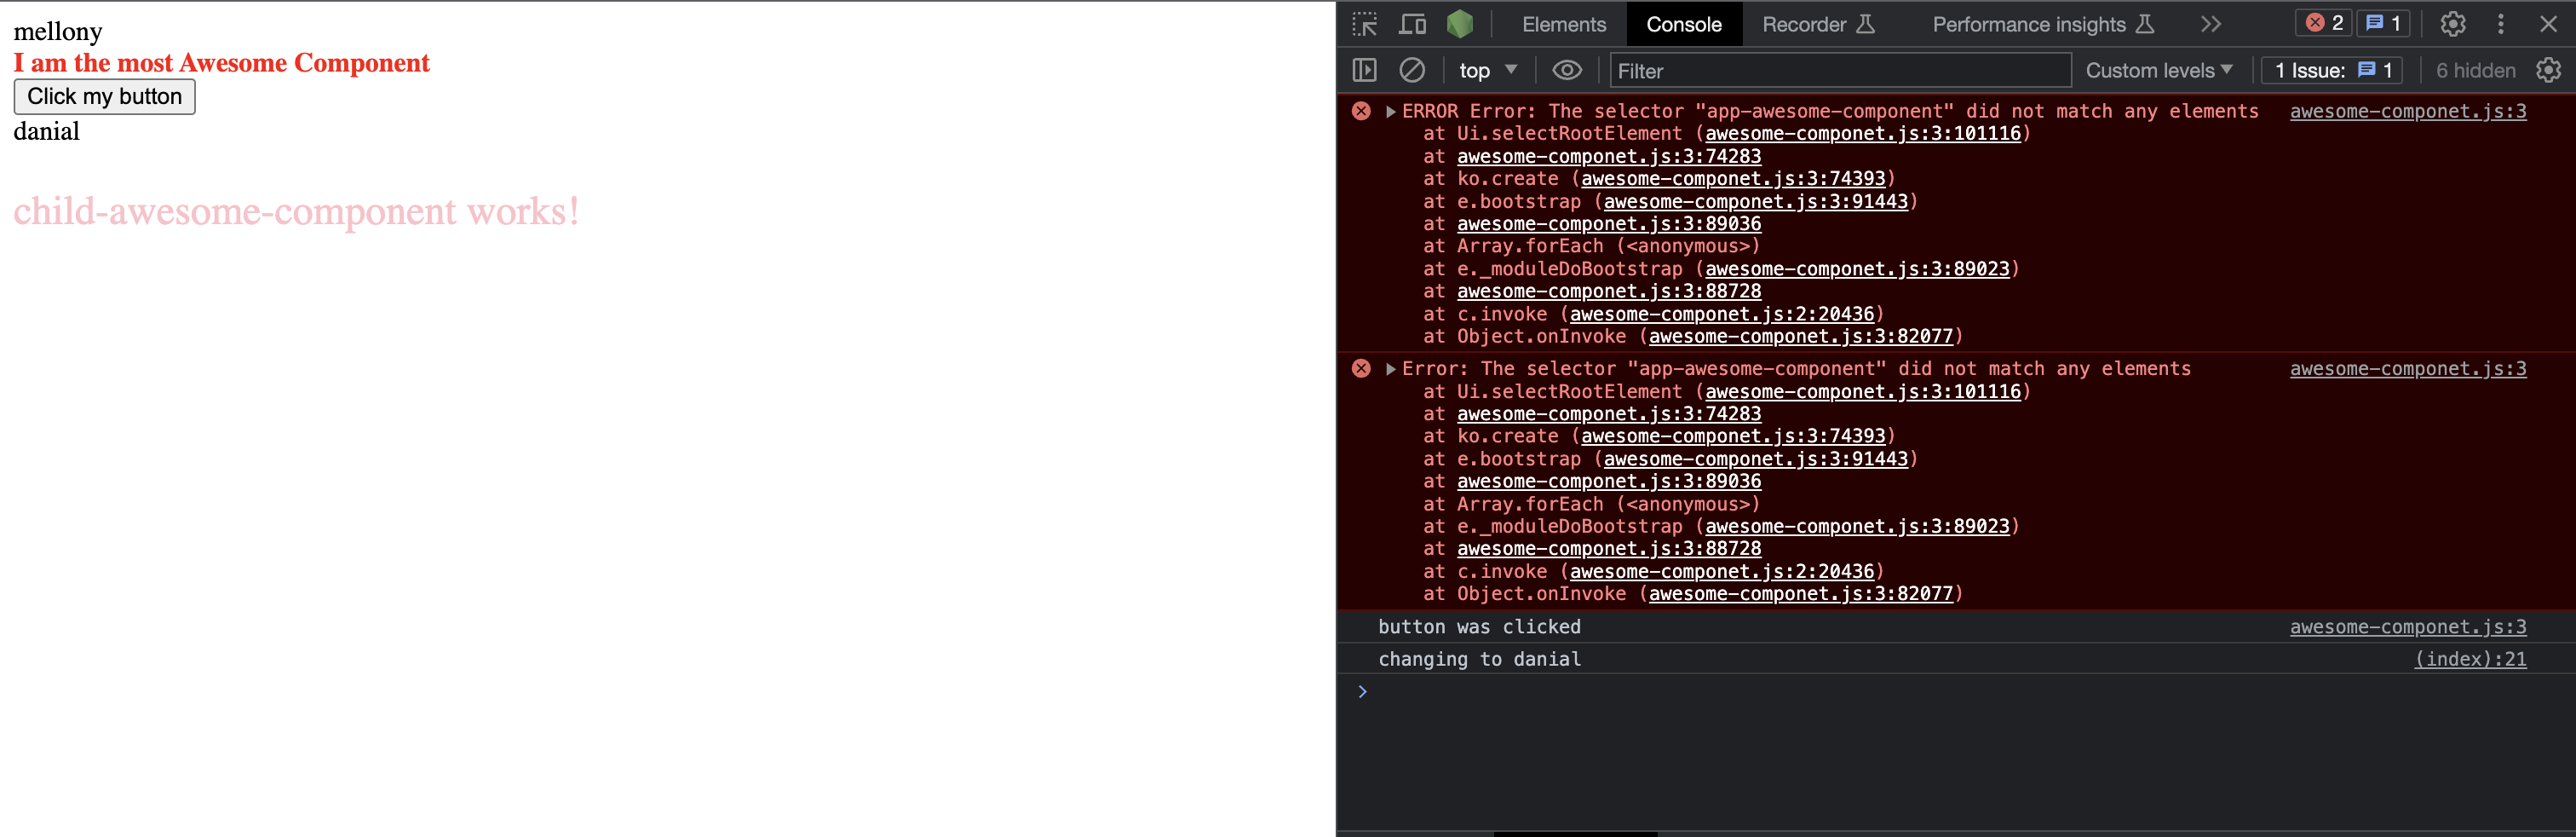 mellony
I am the most Awesome Component
Click my button
danial
child-awesome-component works!
Elements Console Recorder Performance insights 2 1
top Filter Custom levels 1 Issue: 1 6 hidden
ERROR Error: The selector "app-awesome-component" did not match any elements awesome-componet.js:3
at Ui.selectRootElement (awesome-componet.js:3:101116)
at awesome-componet.js:3:74283
at ko.create (awesome-componet.js:3:74393)
at e.bootstrap (awesome-componet.js:3:91443)
at awesome-componet.js:3:89036
at Array.forEach (<anonymous>)
at e._moduleDoBootstrap (awesome-componet.js:3:89023)
at awesome-componet.js:3:88728
at c.invoke (awesome-componet.js:2:20436)
at Object.onInvoke (awesome-componet.js:3:82077)
Error: The selector "app-awesome-component" did not match any elements awesome-componet.js:3
at Ui.selectRootElement (awesome-componet.js:3:101116)
at awesome-componet.js:3:74283
at ko.create (awesome-componet.js:3:74393)
at e.bootstrap (awesome-componet.js:3:91443)
at awesome-componet.js:3:89036
at Array.forEach (<anonymous>)
at e._moduleDoBootstrap (awesome-componet.js:3:89023)
at awesome-componet.js:3:88728
at c.invoke (awesome-componet.js:2:20436)
at Object.onInvoke (awesome-componet.js:3:82077)
button was clicked awesome-componet.js:3
changing to danial (index):21